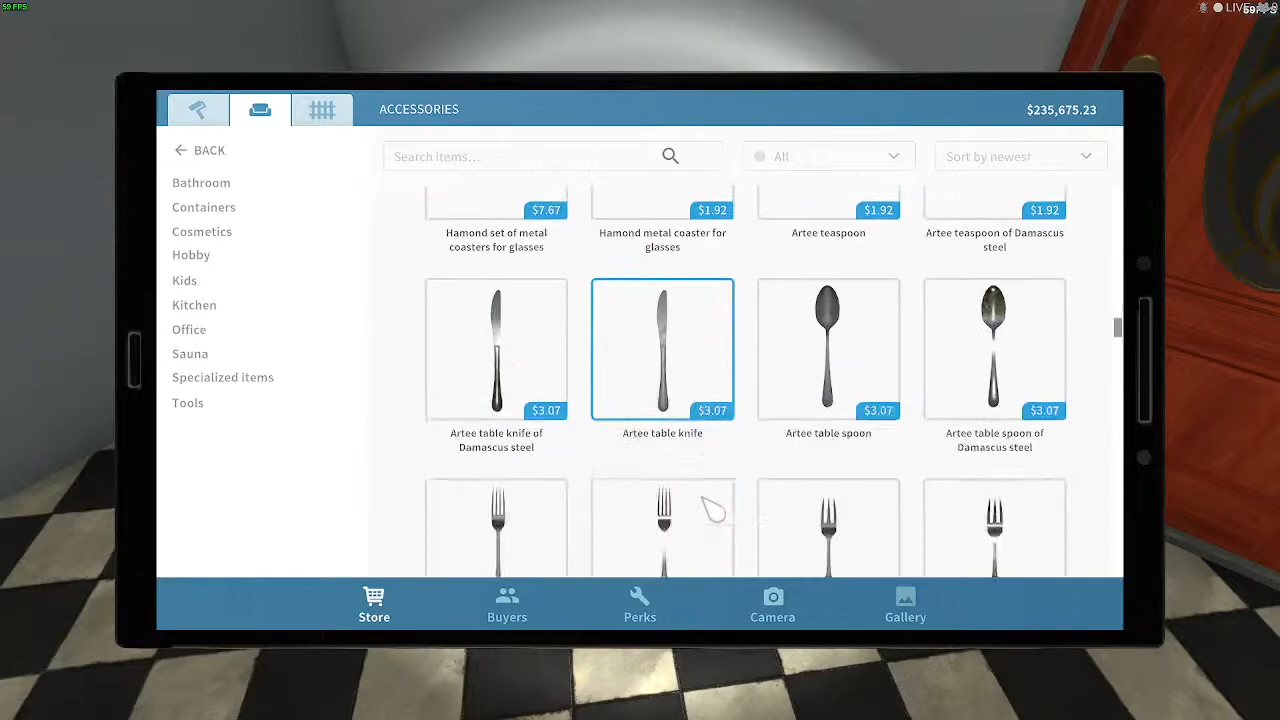 59 FPS
LIVE
ACCESSORIES
$235,675.23
BACK
Search items...
All
Sort by newest
Bathroom
Containers
Cosmetics
Hobby
Kids
Kitchen
Office
Sauna
Specialized items
Tools
$7.67
$1.92
$1.92
$1.92
Hamond set of metal
coasters for glasses
Hamond metal coaster for
glasses
Artee teaspoon
Artee teaspoon of Damascus
steel
$3.07
$3.07
$3.07
$3.07
Artee table knife of
Damascus steel
Artee table knife
Artee table spoon
Artee table spoon of
Damascus steel
Store
Buyers
Perks
Camera
Gallery